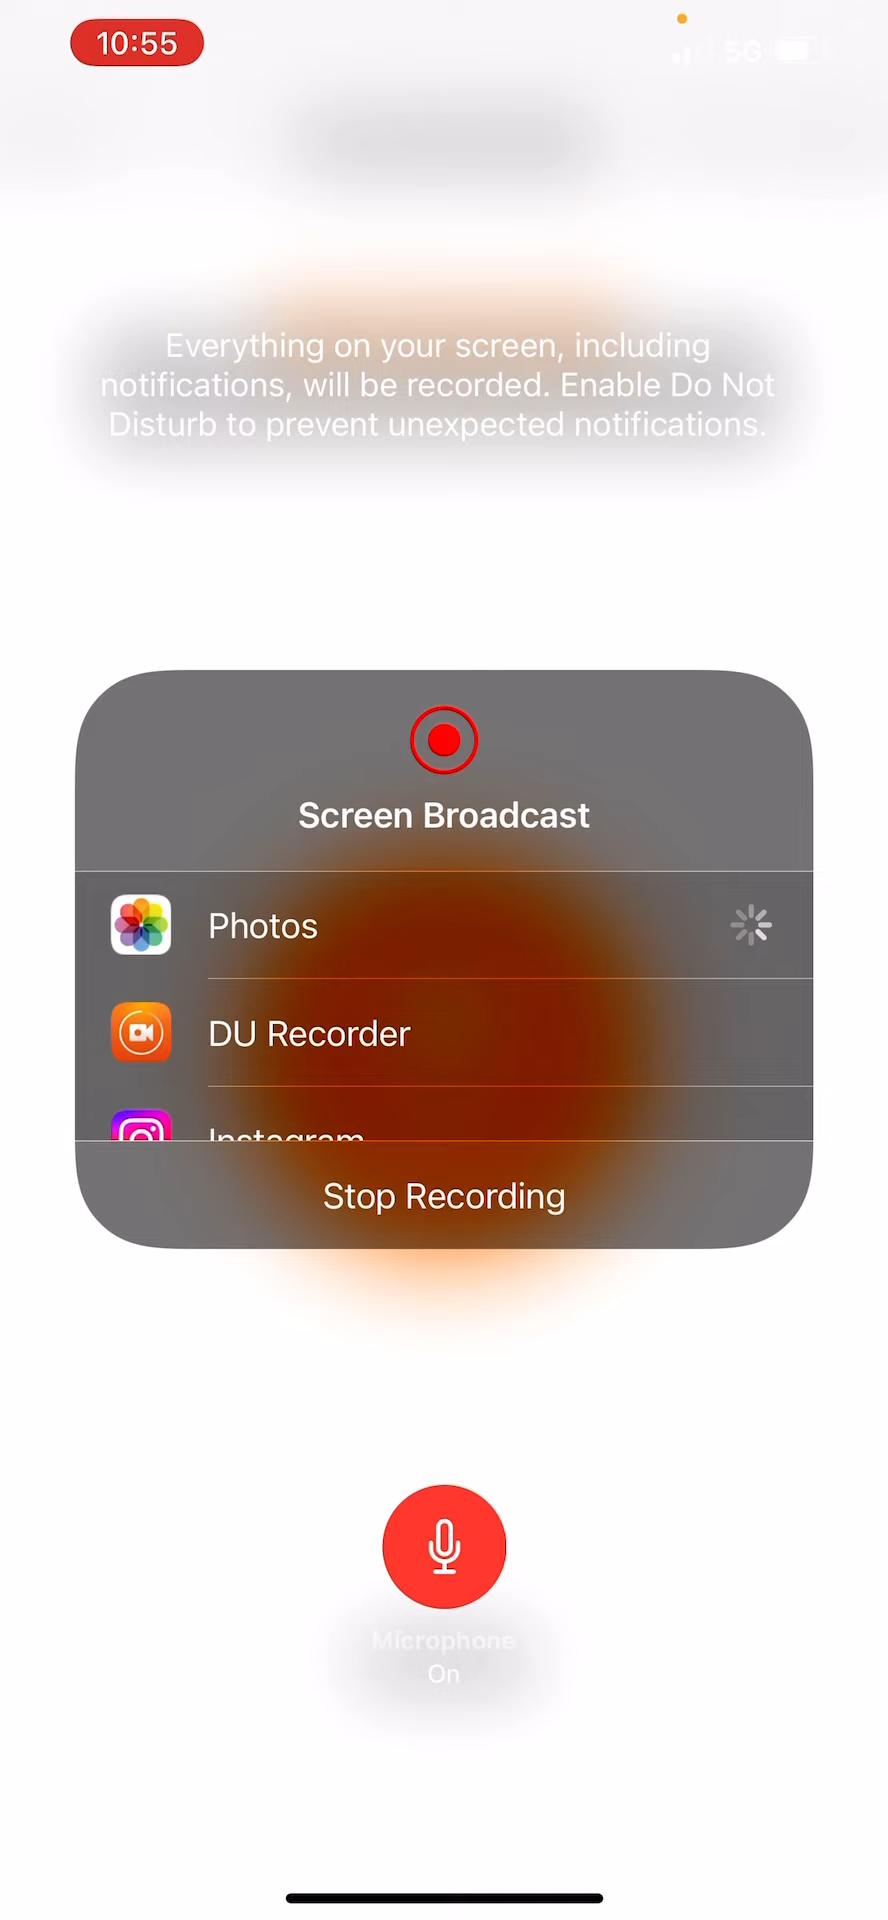 10:55
5G
Everything on your screen, including
notifications, will be recorded. Enable Do Not
Disturb to prevent unexpected notifications.
Screen Broadcast
Photos
DU Recorder
Instagram
Stop Recording
Microphone
On